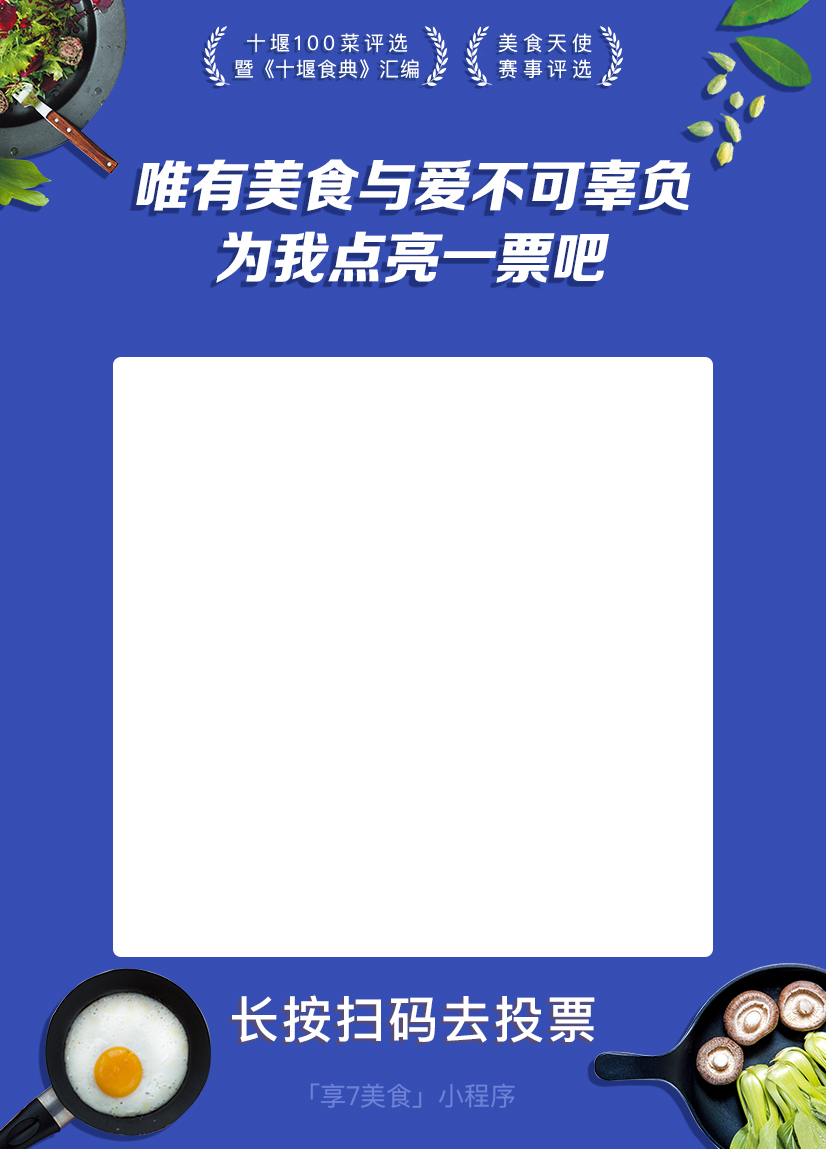 十堰100菜评选
暨《十堰食典》汇编
美食天使
赛事评选
唯有美食与爱不可辜负
为我点亮一票吧
长按扫码去投票
「享7美食」小程序